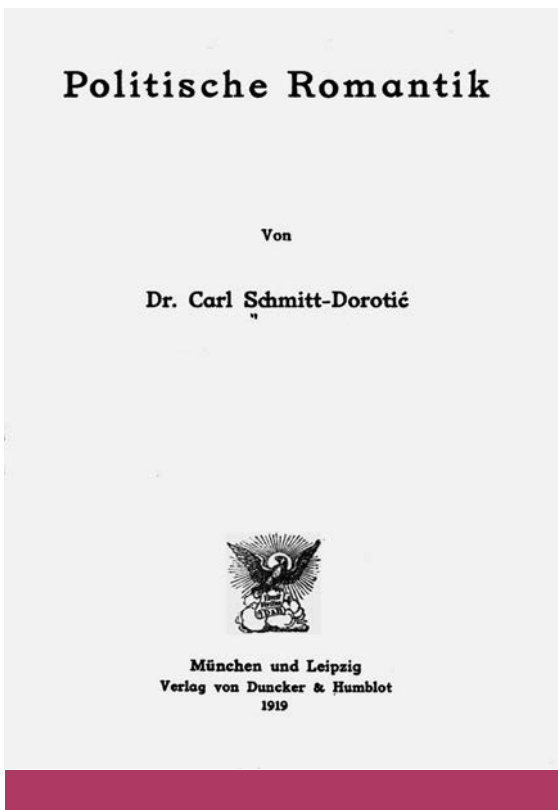 Politische Romantik
Von
Dr. Carl Schmitt-Dorotić
München und Leipzig
Verlag von Duncker & Humblot
1919